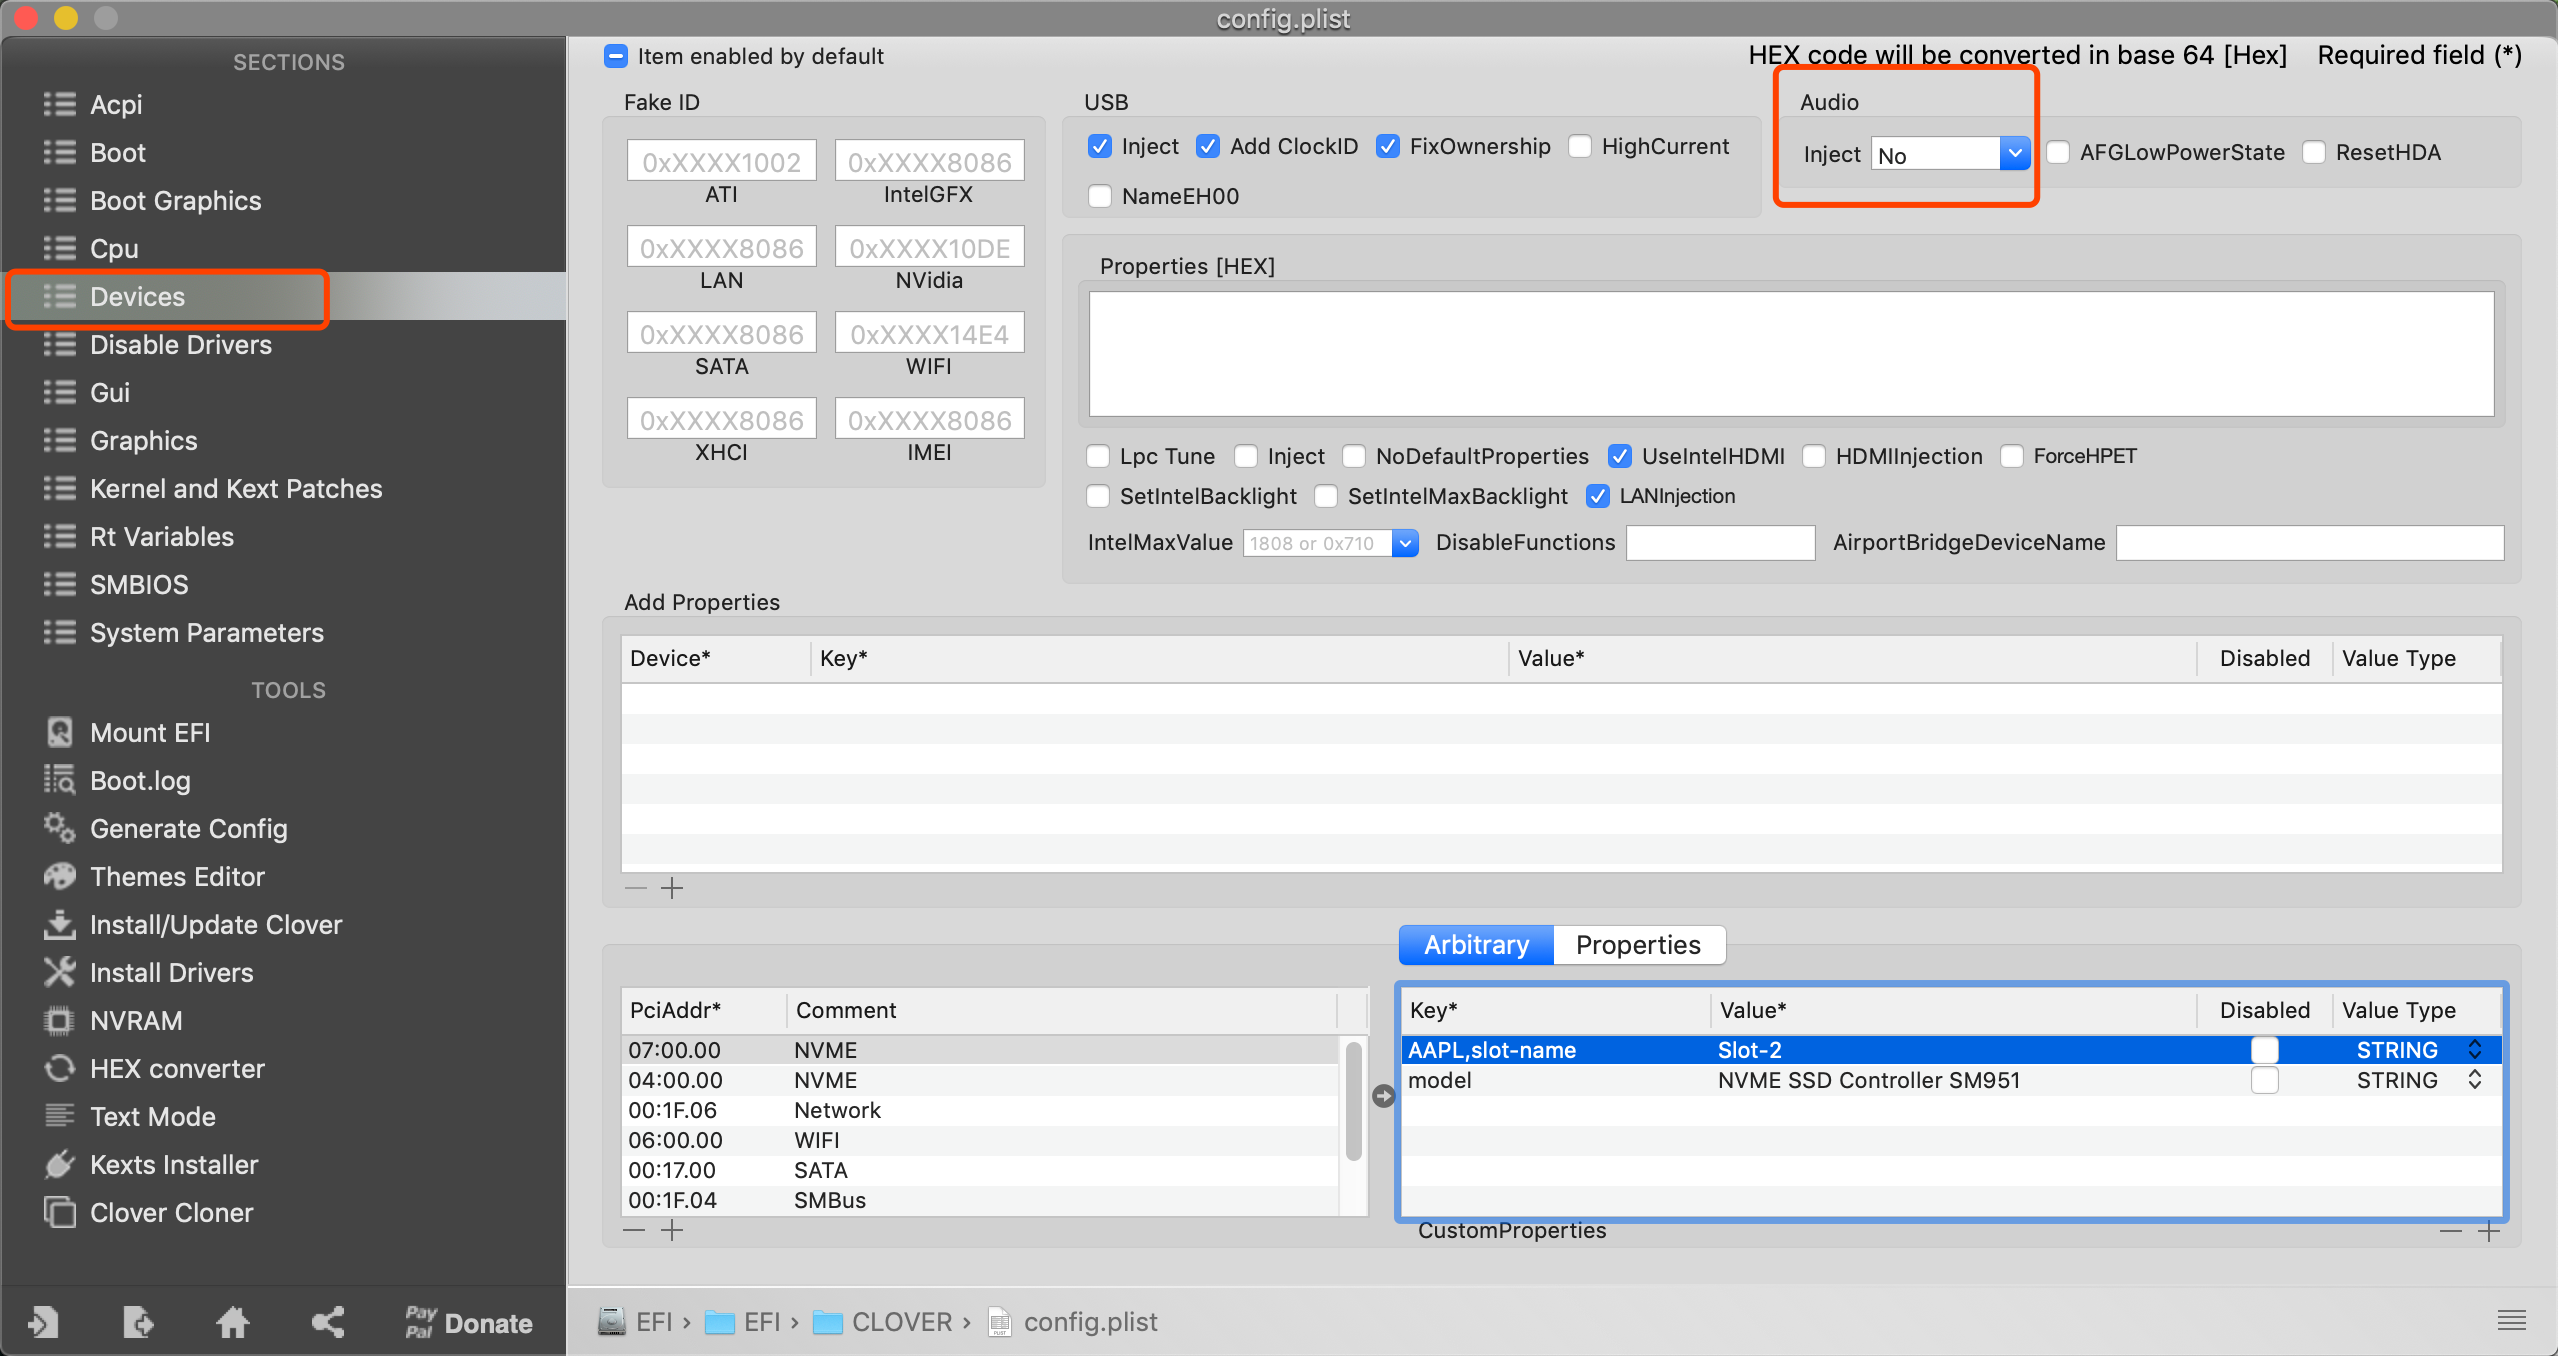 config.plist
SECTIONS
Acpi
Boot
Boot Graphics
Cpu
Devices
Disable Drivers
Gui
Graphics
Kernel and Kext Patches
Rt Variables
SMBIOS
System Parameters
TOOLS
Mount EFI
Boot.log
Generate Config
Themes Editor
Install/Update Clover
Install Drivers
NVRAM
HEX converter
Text Mode
Kexts Installer
Clover Cloner
Pay
Pal
Donate
Item enabled by default
HEX code will be converted in base 64 [Hex] Required field (*)
Fake ID
0xXXXX1002 0xXXXX8086
ATI IntelGFX
0xXXXX8086 0xXXXX10DE
LAN NVidia
0xXXXX8086 0xXXXX14E4
SATA WIFI
0xXXXX8086 0xXXXX8086
XHCI IMEI
USB
Inject Add ClockID FixOwnership HighCurrent
NameEH00
Audio
Inject No AFGLowPowerState ResetHDA
Properties [HEX]
Lpc Tune Inject NoDefaultProperties UseIntelHDMI HDMIInjection ForceHPET
SetIntelBacklight SetIntelMaxBacklight LANInjection
IntelMaxValue 1808 or 0x710 DisableFunctions AirportBridgeDeviceName
Add Properties
Device* Key* Value* Disabled Value Type
Arbitrary Properties
PciAddr* Comment
07:00.00 NVME
04:00.00 NVME
00:1F.06 Network
06:00.00 WIFI
00:17.00 SATA
00:1F.04 SMBus
Key* Value* Disabled Value Type
AAPL,slot-name Slot-2 STRING
model NVME SSD Controller SM951 STRING
CustomProperties
EFI › EFI › CLOVER › config.plist